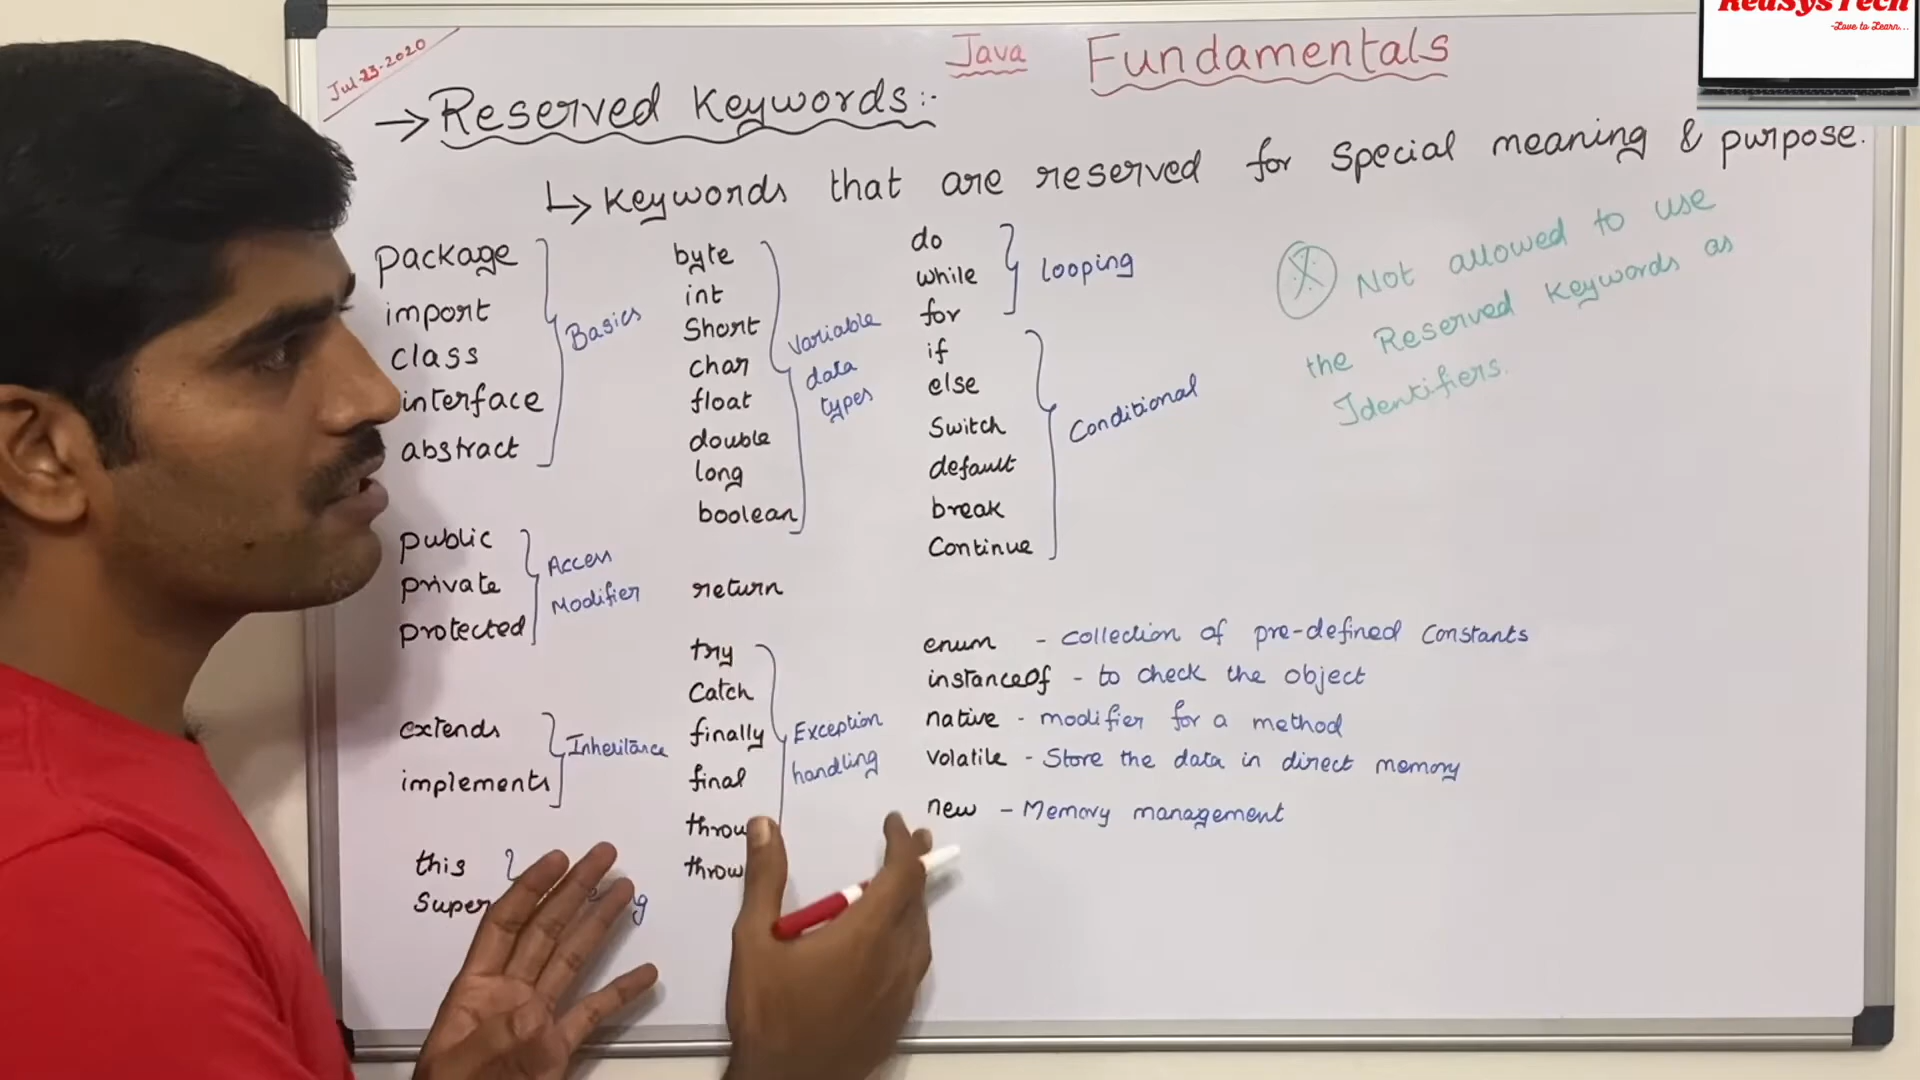 RedSysTech
-Love to Learn...
Jul-23-2020
Java Fundamentals
→ Reserved Keywords:-
↳ Keywords that are reserved for special meaning & purpose.
package
import
class
interface
abstract
Basics
public
private
protected
Access
Modifier
extends
implements
Inheritance
this
Super
byte
int
Short
char
float
double
long
boolean
Variable
data
types
return
try
Catch
finally
final
throw
throw
Exception
handling
do
while
for
looping
if
else
Switch
default
break
Continue
Conditional
enum - collection of pre-defined Constants
instanceof - to check the object
native - modifier for a method
volatile - Store the data in direct memory
new - Memory management
Not allowed to use
the Reserved Keywords as
Identifiers.